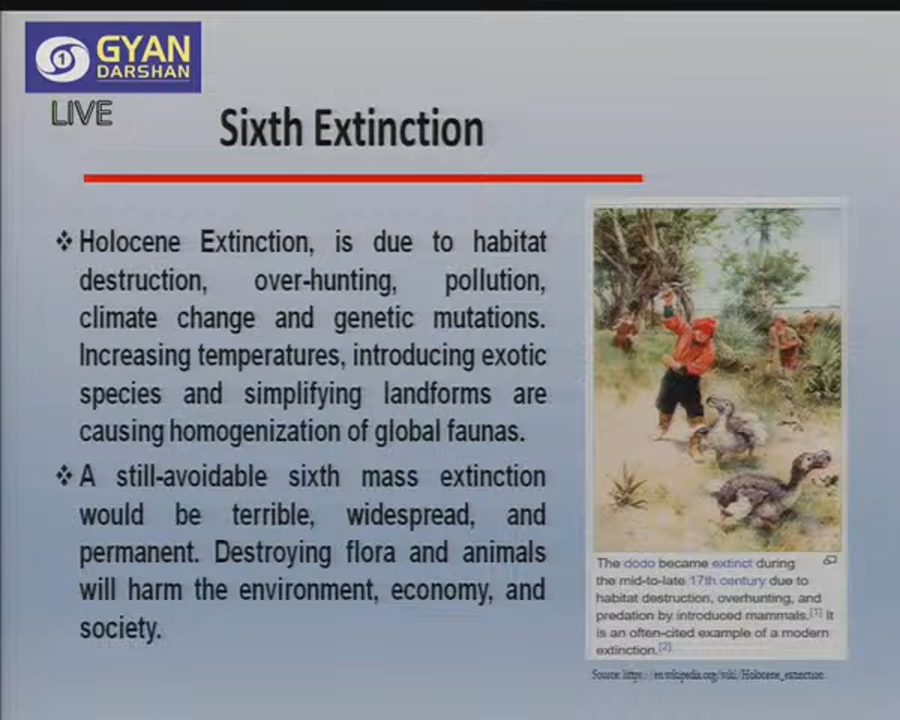 GYAN
DARSHAN
LIVE
Sixth Extinction
❖ Holocene Extinction, is due to habitat
destruction, over-hunting, pollution,
climate change and genetic mutations.
Increasing temperatures, introducing exotic
species and simplifying landforms are
causing homogenization of global faunas.
❖ A still-avoidable sixth mass extinction
would be terrible, widespread, and
permanent. Destroying flora and animals
will harm the environment, economy, and
society.
The dodo became extinct during
the mid-to-late 17th century due to
habitat destruction, overhunting, and
predation by introduced mammals.[1] It
is an often-cited example of a modern
extinction.[2]
Source: https://en.wikipedia.org/wiki/Holocene_extinction